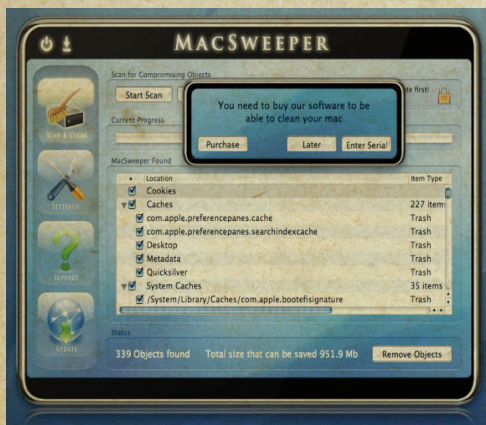 MACSWEEPER
Scan for Compromising Objects
Start Scan
te first!
You need to buy our software to be
able to clean your mac
Purchase
Later
Enter Serial
SCAN & CLEAN
Current Progress
MacSweeper Found
• Location Item Type
Cookies
Caches 227 items
com.apple.preferencepanes.cache Trash
com.apple.preferencepanes.searchindexcache Trash
Desktop Trash
Metadata Trash
Quicksilver Trash
System Caches 35 items
/System/Library/Caches/com.apple.bootefisignature Trash
SETTINGS
SUPPORT
UPDATE
Status
339 Objects found Total size that can be saved 951.9 Mb Remove Objects